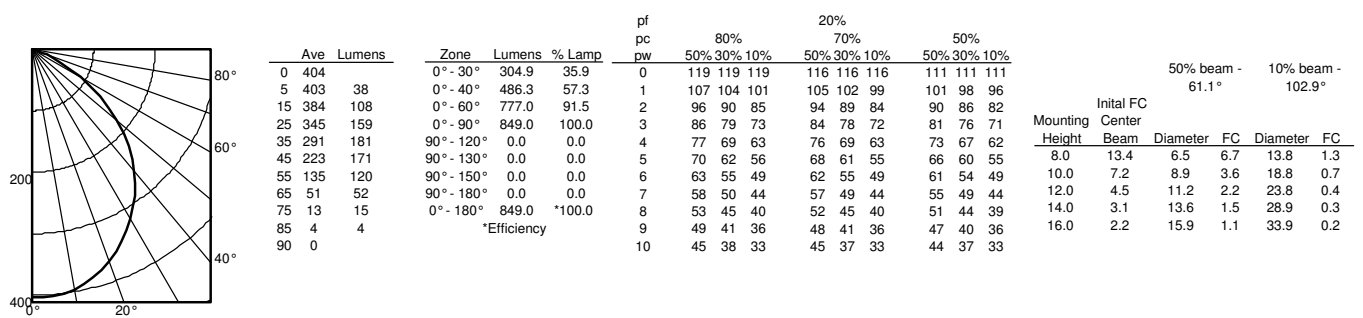 80°
60°
40°
200
400
0°
20°
Ave Lumens
0 404
5 403 38
15 384 108
25 345 159
35 291 181
45 223 171
55 135 120
65 51 52
75 13 15
85 4 4
90 0
Zone Lumens % Lamp
0° - 30° 304.9 35.9
0° - 40° 486.3 57.3
0° - 60° 777.0 91.5
0° - 90° 849.0 100.0
90° - 120° 0.0 0.0
90° - 130° 0.0 0.0
90° - 150° 0.0 0.0
90° - 180° 0.0 0.0
0° - 180° 849.0 *100.0
*Efficiency
pf 20%
pc 80% 70% 50%
pw 50% 30% 10% 50% 30% 10% 50% 30% 10%
0 119 119 119 116 116 116 111 111 111
1 107 104 101 105 102 99 101 98 96
2 96 90 85 94 89 84 90 86 82
3 86 79 73 84 78 72 81 76 71
4 77 69 63 76 69 63 73 67 62
5 70 62 56 68 61 55 66 60 55
6 63 55 49 62 55 49 61 54 49
7 58 50 44 57 49 44 55 49 44
8 53 45 40 52 45 40 51 44 39
9 49 41 36 48 41 36 47 40 36
10 45 38 33 45 37 33 44 37 33
50% beam - 10% beam -
61.1° 102.9°
Inital FC
Mounting Center
Height Beam Diameter FC Diameter FC
8.0 13.4 6.5 6.7 13.8 1.3
10.0 7.2 8.9 3.6 18.8 0.7
12.0 4.5 11.2 2.2 23.8 0.4
14.0 3.1 13.6 1.5 28.9 0.3
16.0 2.2 15.9 1.1 33.9 0.2